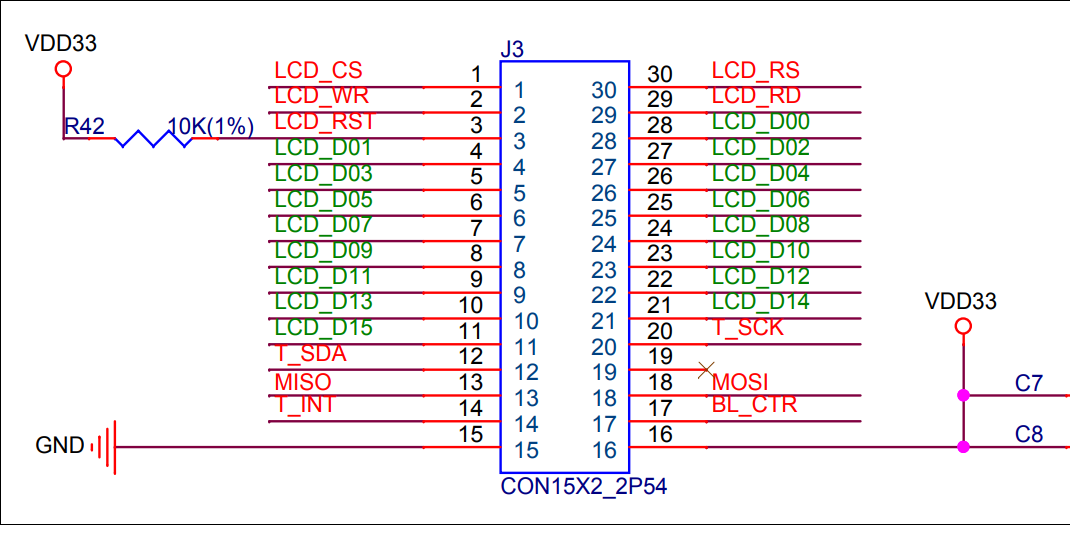 VDD33
J3
LCD_CS 1 1 30 30 LCD_RS
LCD_WR 2 2 29 29 LCD_RD
R42 10K(1%) LCD_RST 3 3 28 28 LCD_D00
LCD_D01 4 4 27 27 LCD_D02
LCD_D03 5 5 26 26 LCD_D04
LCD_D05 6 6 25 25 LCD_D06
LCD_D07 7 7 24 24 LCD_D08
LCD_D09 8 8 23 23 LCD_D10
LCD_D11 9 9 22 22 LCD_D12
LCD_D13 10 10 21 21 LCD_D14
VDD33
LCD_D15 11 11 20 20 T_SCK
T_SDA 12 12 19 19
MISO 13 13 18 18 MOSI C7
T_INT 14 14 17 17 BL_CTR
GND 15 15 16 16 C8
CON15X2_2P54